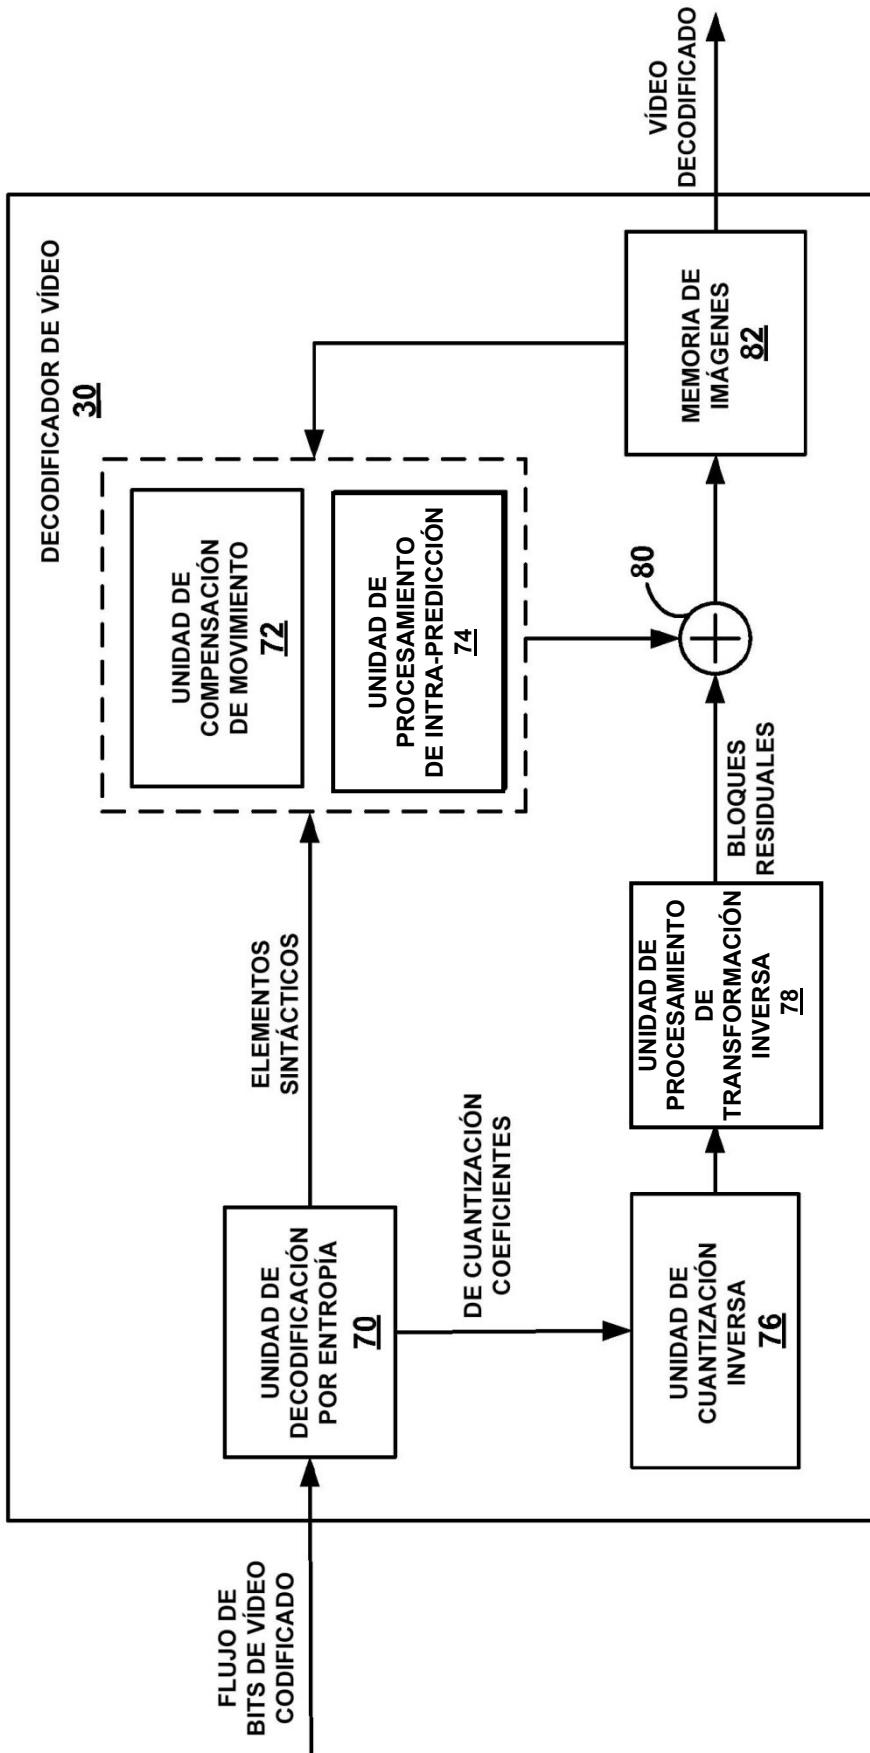 DECODIFICADOR DE VÍDEO
30
FLUJO DE
BITS DE VÍDEO
CODIFICADO
UNIDAD DE
DECODIFICACIÓN
POR ENTROPÍA
70
ELEMENTOS
SINTÁCTICOS
UNIDAD DE
COMPENSACIÓN
DE MOVIMIENTO
72
UNIDAD DE
PROCESAMIENTO
DE INTRA-PREDICCIÓN
74
DE CUANTIZACIÓN
COEFICIENTES
UNIDAD DE
CUANTIZACIÓN
INVERSA
76
UNIDAD DE
PROCESAMIENTO
DE
TRANSFORMACIÓN
INVERSA
78
BLOQUES
RESIDUALES
80
MEMORIA DE
IMÁGENES
82
VÍDEO
DECODIFICADO